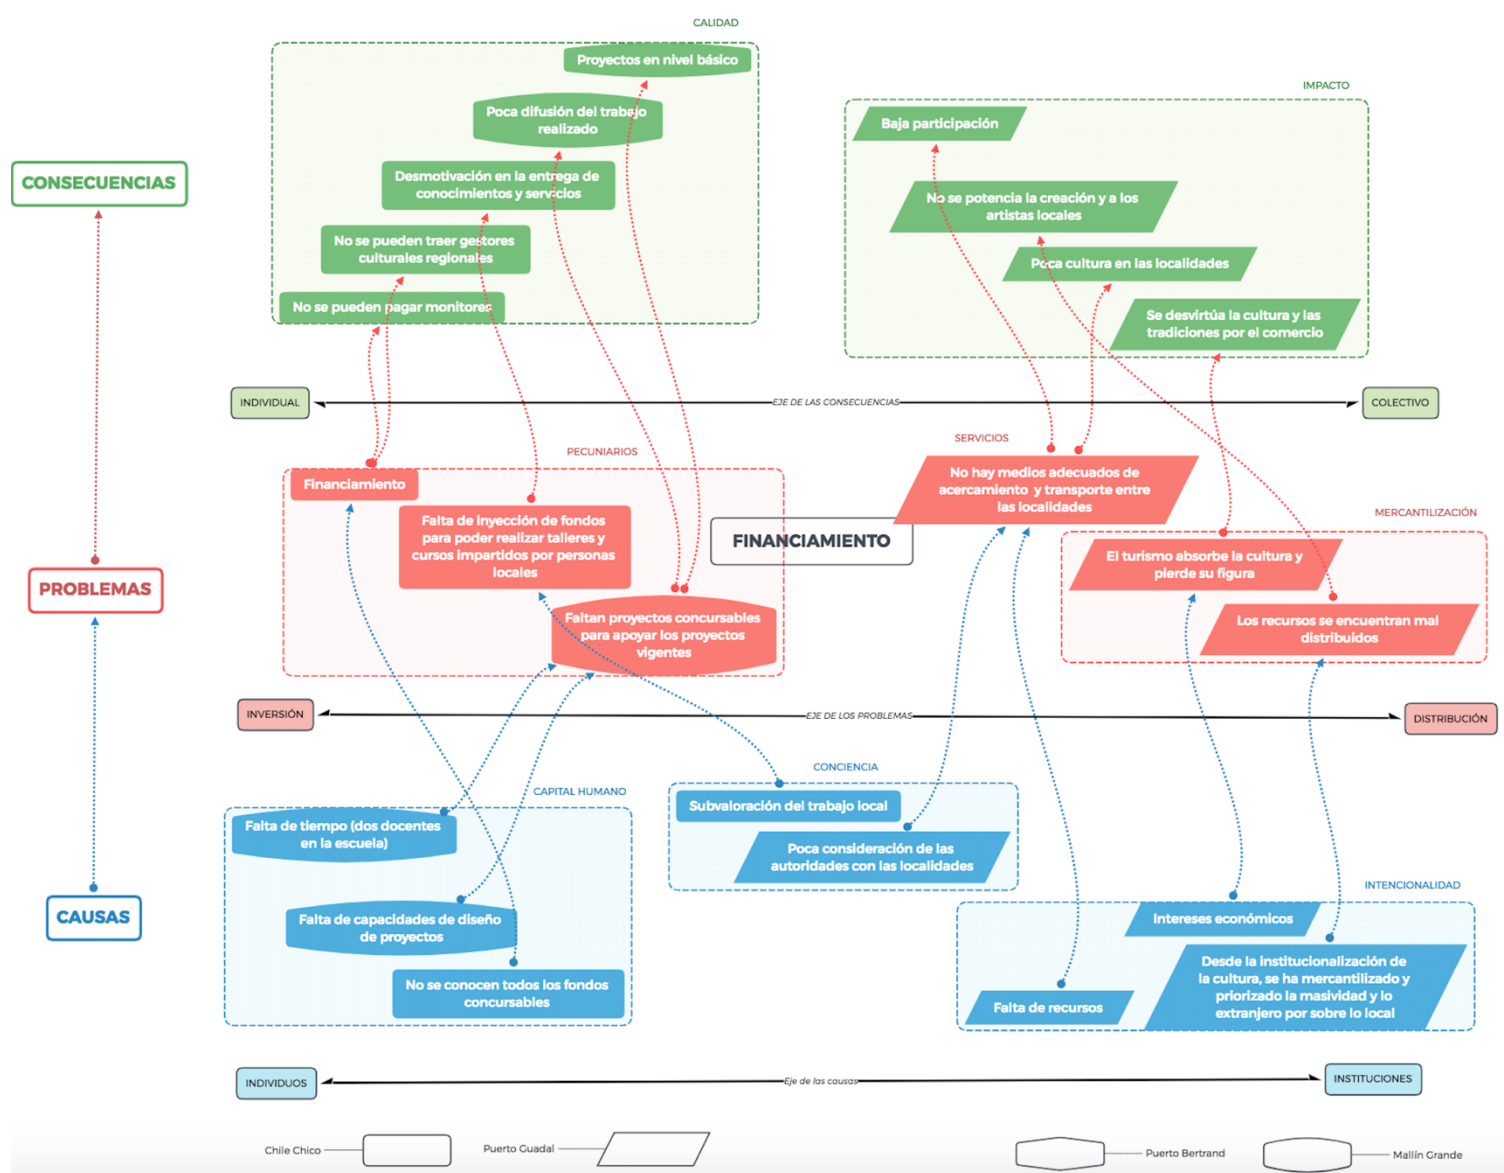 CALIDAD
Proyectos en nivel básico
Poca difusión del trabajo
realizado
Desmotivación en la entrega de
conocimientos y servicios
No se pueden traer gestores
culturales regionales
No se pueden pagar monitores
IMPACTO
Baja participación
No se potencia la creación y a los
artistas locales
Poca cultura en las localidades
Se desvirtúa la cultura y las
tradiciones por el comercio
CONSECUENCIAS
INDIVIDUAL
EJE DE LAS CONSECUENCIAS
COLECTIVO
PECUNIARIOS
Financiamiento
Falta de inyección de fondos
para poder realizar talleres y
cursos impartidos por personas
locales
Faltan proyectos concursables
para apoyar los proyectos
vigentes
FINANCIAMIENTO
SERVICIOS
No hay medios adecuados de
acercamiento y transporte entre
las localidades
MERCANTILIZACIÓN
El turismo absorbe la cultura y
pierde su figura
Los recursos se encuentran mal
distribuidos
PROBLEMAS
INVERSIÓN
EJE DE LOS PROBLEMAS
DISTRIBUCIÓN
CAPITAL HUMANO
Falta de tiempo (dos docentes
en la escuela)
Falta de capacidades de diseño
de proyectos
No se conocen todos los fondos
concursables
CONCIENCIA
Subvaloración del trabajo local
Poca consideración de las
autoridades con las localidades
INTENCIONALIDAD
Intereses económicos
Desde la institucionalización de
la cultura, se ha mercantilizado y
priorizado la masividad y lo
extranjero por sobre lo local
Falta de recursos
CAUSAS
INDIVIDUOS
Eje de las causas
INSTITUCIONES
Chile Chico
Puerto Guadal
Puerto Bertrand
Mallín Grande